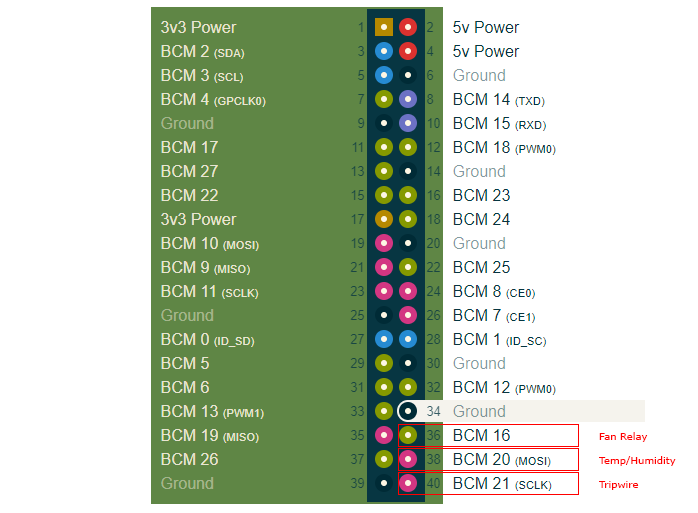 3v3 Power 1 2 5v Power
BCM 2 (SDA) 3 4 5v Power
BCM 3 (SCL) 5 6 Ground
BCM 4 (GPCLK0) 7 8 BCM 14 (TXD)
Ground 9 10 BCM 15 (RXD)
BCM 17 11 12 BCM 18 (PWM0)
BCM 27 13 14 Ground
BCM 22 15 16 BCM 23
3v3 Power 17 18 BCM 24
BCM 10 (MOSI) 19 20 Ground
BCM 9 (MISO) 21 22 BCM 25
BCM 11 (SCLK) 23 24 BCM 8 (CE0)
Ground 25 26 BCM 7 (CE1)
BCM 0 (ID_SD) 27 28 BCM 1 (ID_SC)
BCM 5 29 30 Ground
BCM 6 31 32 BCM 12 (PWM0)
BCM 13 (PWM1) 33 34 Ground
BCM 19 (MISO) 35 36 BCM 16 Fan Relay
BCM 26 37 38 BCM 20 (MOSI) Temp/Humidity
Ground 39 40 BCM 21 (SCLK) Tripwire